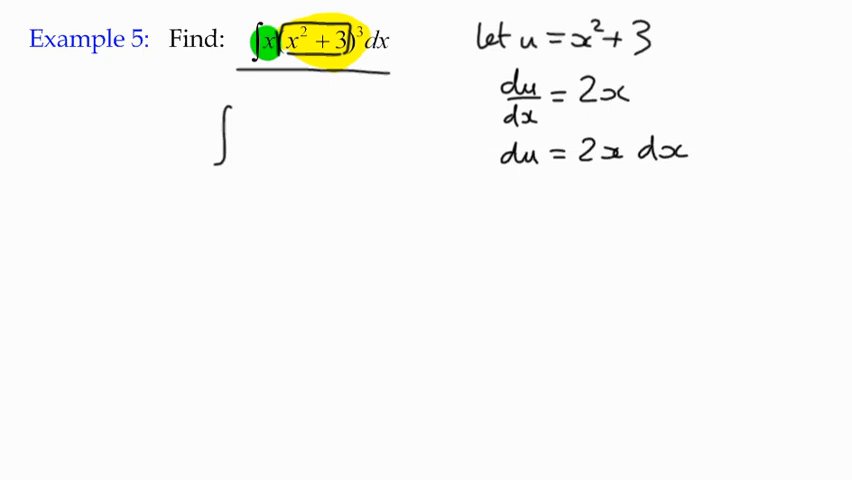 Example 5: Find: ∫x(x² + 3)³dx
let u = x² + 3
du/dx = 2x
du = 2x dx
∫